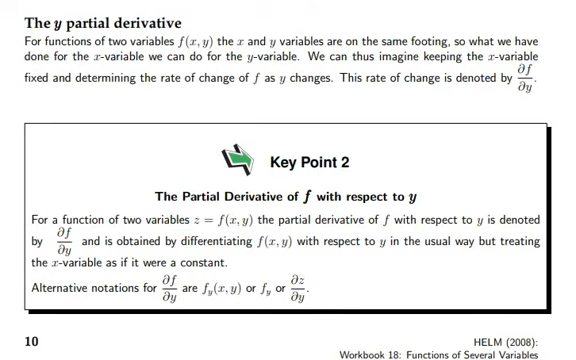 The y partial derivative
For functions of two variables f(x, y) the x and y variables are on the same footing, so what we have
done for the x-variable we can do for the y-variable. We can thus imagine keeping the x-variable
fixed and determining the rate of change of f as y changes. This rate of change is denoted by ∂f/∂y.
Key Point 2
The Partial Derivative of f with respect to y
For a function of two variables z = f(x, y) the partial derivative of f with respect to y is denoted
by ∂f/∂y and is obtained by differentiating f(x, y) with respect to y in the usual way but treating
the x-variable as if it were a constant.
Alternative notations for ∂f/∂y are f_y(x, y) or f_y or ∂z/∂y.
10
HELM (2008):
Workbook 18: Functions of Several Variables